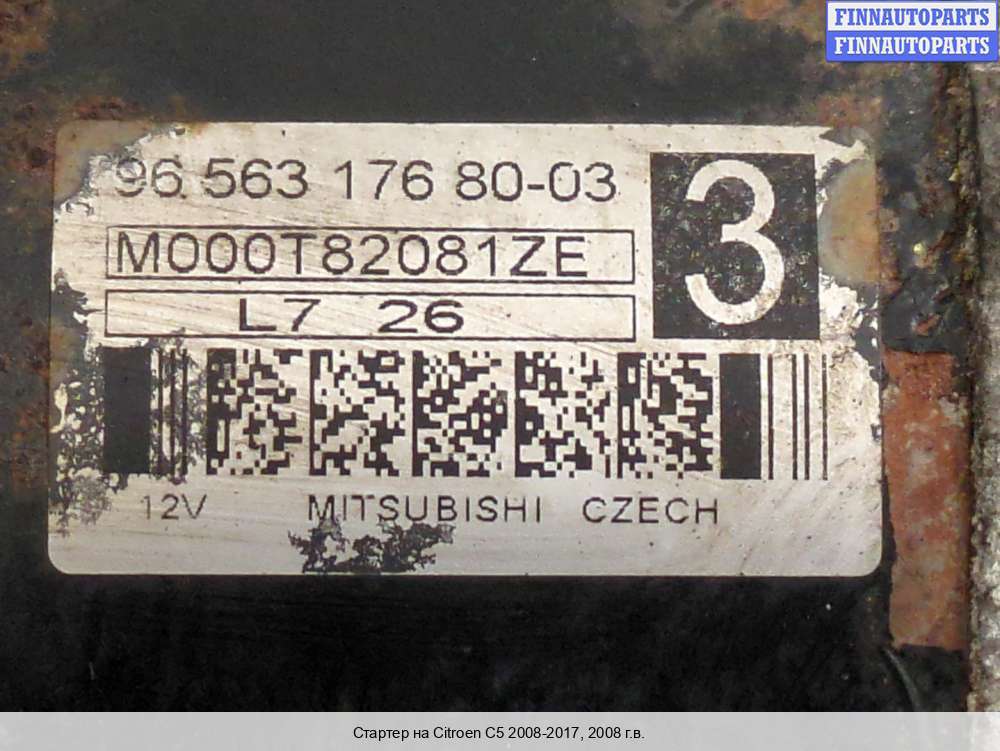 FINNAUTOPARTS
FINNAUTOPARTS
96 563 176 80-03
3
M000T82081ZE
L7 26
12V MITSUBISHI CZECH
Стартер на Citroen C5 2008-2017, 2008 г.в.